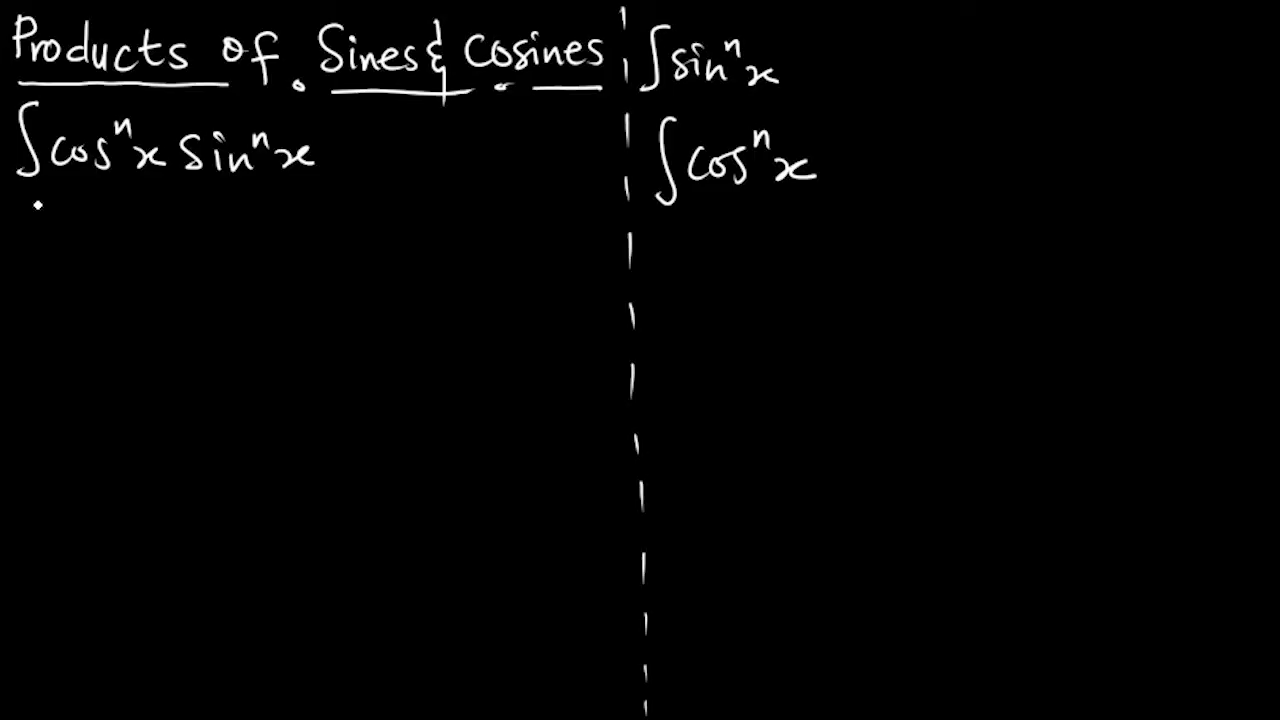 Products of Sines & Cosines
∫cosⁿx sinⁿx
∫sinⁿx
∫cosⁿx